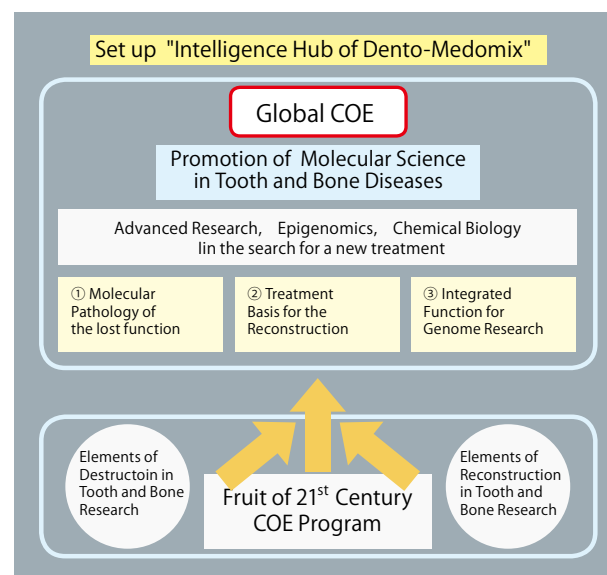 Set up "Intelligence Hub of Dento-Medomix"
Global COE
Promotion of Molecular Science
in Tooth and Bone Diseases
Advanced Research, Epigenomics, Chemical Biology
Iin the search for a new treatment
① Molecular
Pathology of
the lost function
② Treatment
Basis for the
Reconstruction
③ Integrated
Function for
Genome Research
Elements of
Destructoin in
Tooth and Bone
Research
Fruit of 21st Century
COE Program
Elements of
Reconstruction
in Tooth and
Bone Research